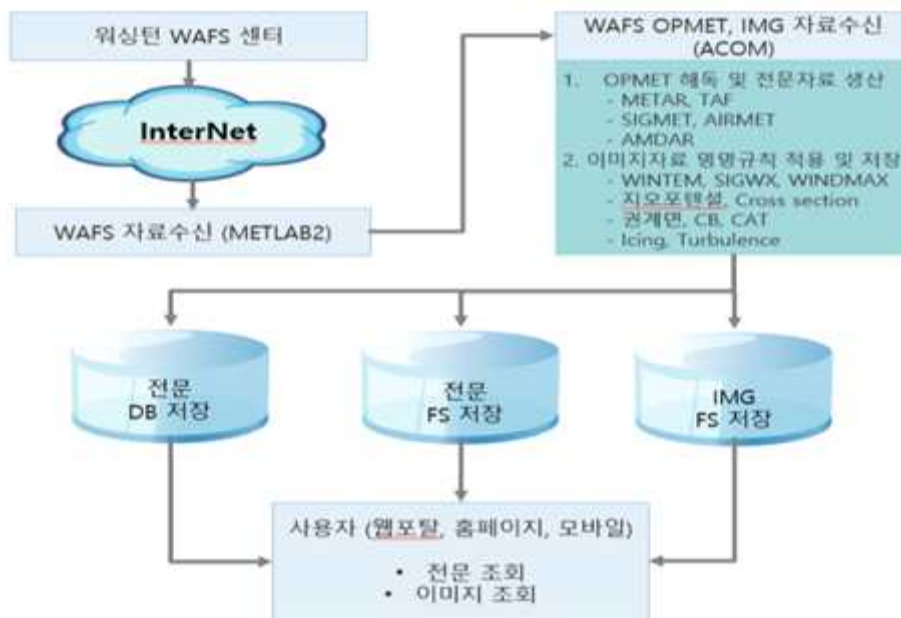 워싱턴 WAFS 센터
InterNet
WAFS 자료수신 (METLAB2)
WAFS OPMET, IMG 자료수신
(ACOM)
1. OPMET 해독 및 전문자료 생산
- METAR, TAF
- SIGMET, AIRMET
- AMDAR
2. 이미지자료 명명규칙 적용 및 저장
- WINTEM, SIGWX, WINDMAX
- 지오포텐셜, Cross section
- 권계면, CB, CAT
- Icing, Turbulence
전문
DB 저장
전문
FS 저장
IMG
FS 저장
사용자 (웹포탈, 홈페이지, 모바일)
• 전문 조회
• 이미지 조회